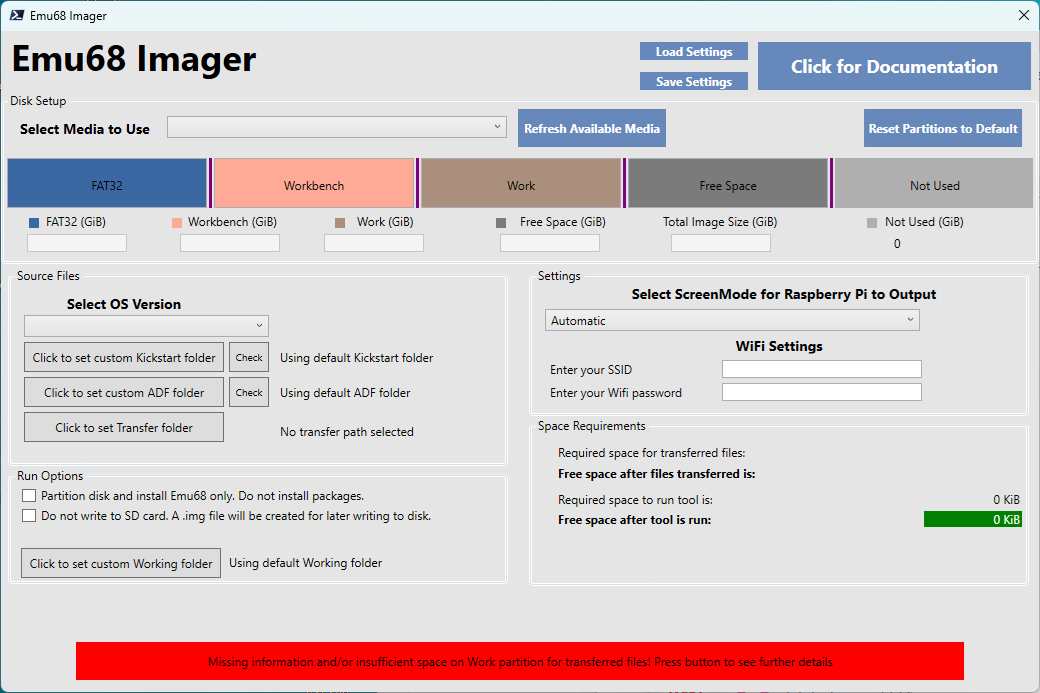 Emu68 Imager
Emu68 Imager
Load Settings
Save Settings
Click for Documentation
Disk Setup
Select Media to Use
Refresh Available Media
Reset Partitions to Default
FAT32
Workbench
Work
Free Space
Not Used
FAT32 (GiB)
Workbench (GiB)
Work (GiB)
Free Space (GiB)
Total Image Size (GiB)
Not Used (GiB)
0
Source Files
Select OS Version
Click to set custom Kickstart folder
Check
Using default Kickstart folder
Click to set custom ADF folder
Check
Using default ADF folder
Click to set Transfer folder
No transfer path selected
Run Options
Partition disk and install Emu68 only. Do not install packages.
Do not write to SD card. A .img file will be created for later writing to disk.
Click to set custom Working folder
Using default Working folder
Settings
Select ScreenMode for Raspberry Pi to Output
Automatic
WiFi Settings
Enter your SSID
Enter your Wifi password
Space Requirements
Required space for transferred files:
Free space after files transferred is:
Required space to run tool is:
0 KiB
Free space after tool is run:
0 KiB
Missing information and/or insufficient space on Work partition for transferred files! Press button to see further details